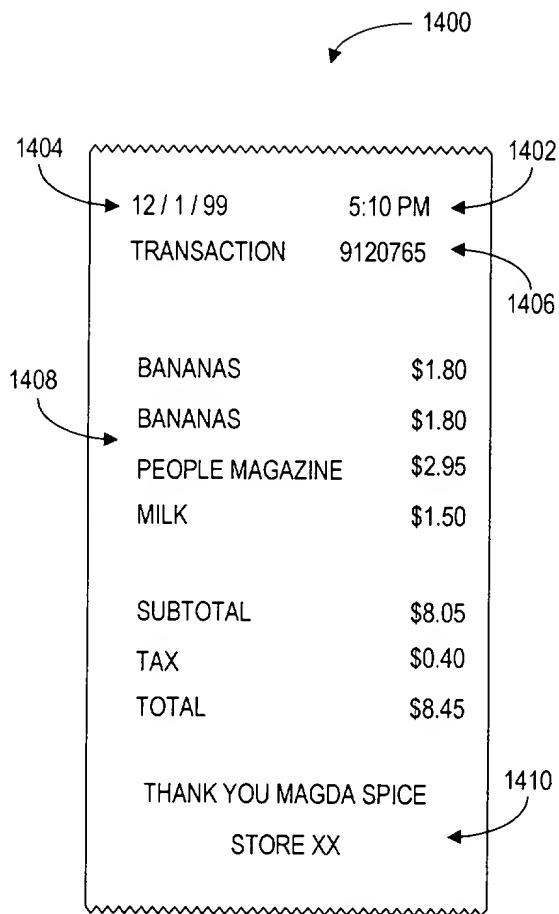 1400
1404
1402
12 / 1 / 99 5:10 PM
TRANSACTION 9120765
1406
BANANAS $1.80
1408
BANANAS $1.80
PEOPLE MAGAZINE $2.95
MILK $1.50
SUBTOTAL $8.05
TAX $0.40
TOTAL $8.45
THANK YOU MAGDA SPICE
1410
STORE XX